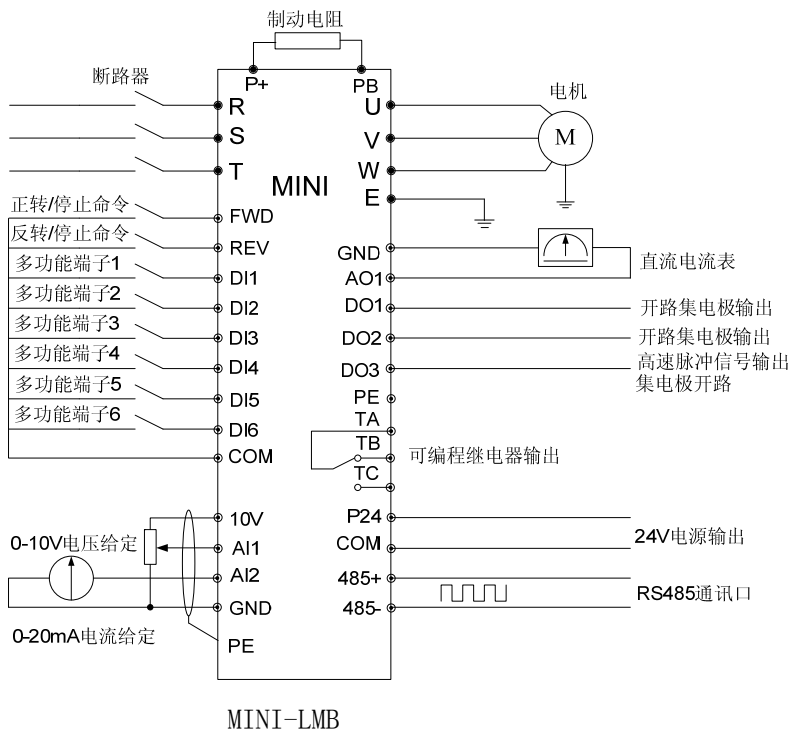 制动电阻
断路器
P+
PB
电机
R
U
S
V
M
T
W
MINI
E
正转/停止命令
FWD
反转/停止命令
REV
GND
直流电流表
多功能端子1
DI1
AO1
多功能端子2
DI2
DO1
开路集电极输出
多功能端子3
DI3
DO2
开路集电极输出
多功能端子4
DI4
DO3
高速脉冲信号输出
集电极开路
多功能端子5
DI5
PE
TA
多功能端子6
DI6
TB
COM
可编程继电器输出
TC
10V
P24
0-10V电压给定
AI1
COM
24V电源输出
AI2
485+
RS485通讯口
GND
485-
0-20mA电流给定
PE
MINI-LMB